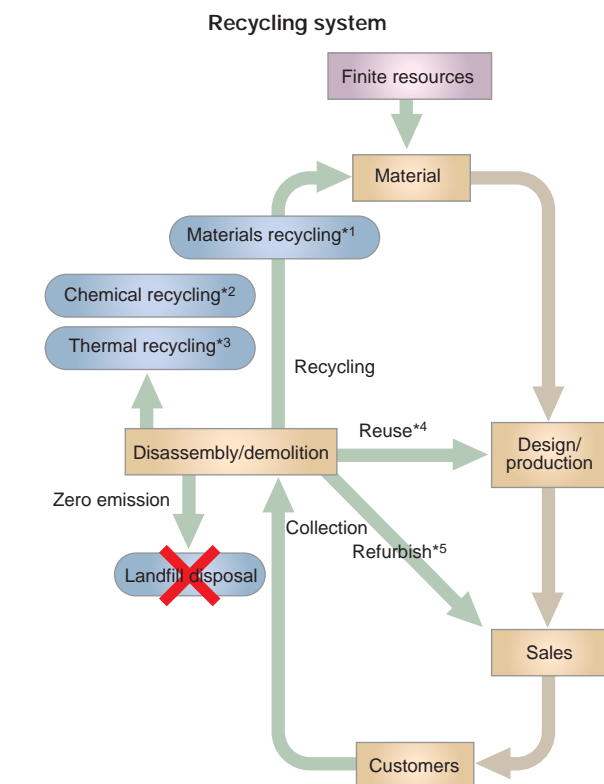 Recycling system
Finite resources
Material
Materials recycling*1
Chemical recycling*2
Thermal recycling*3
Recycling
Reuse*4
Design/
production
Disassembly/demolition
Zero emission
Collection
Refurbish*5
Landfill disposal
Sales
Customers